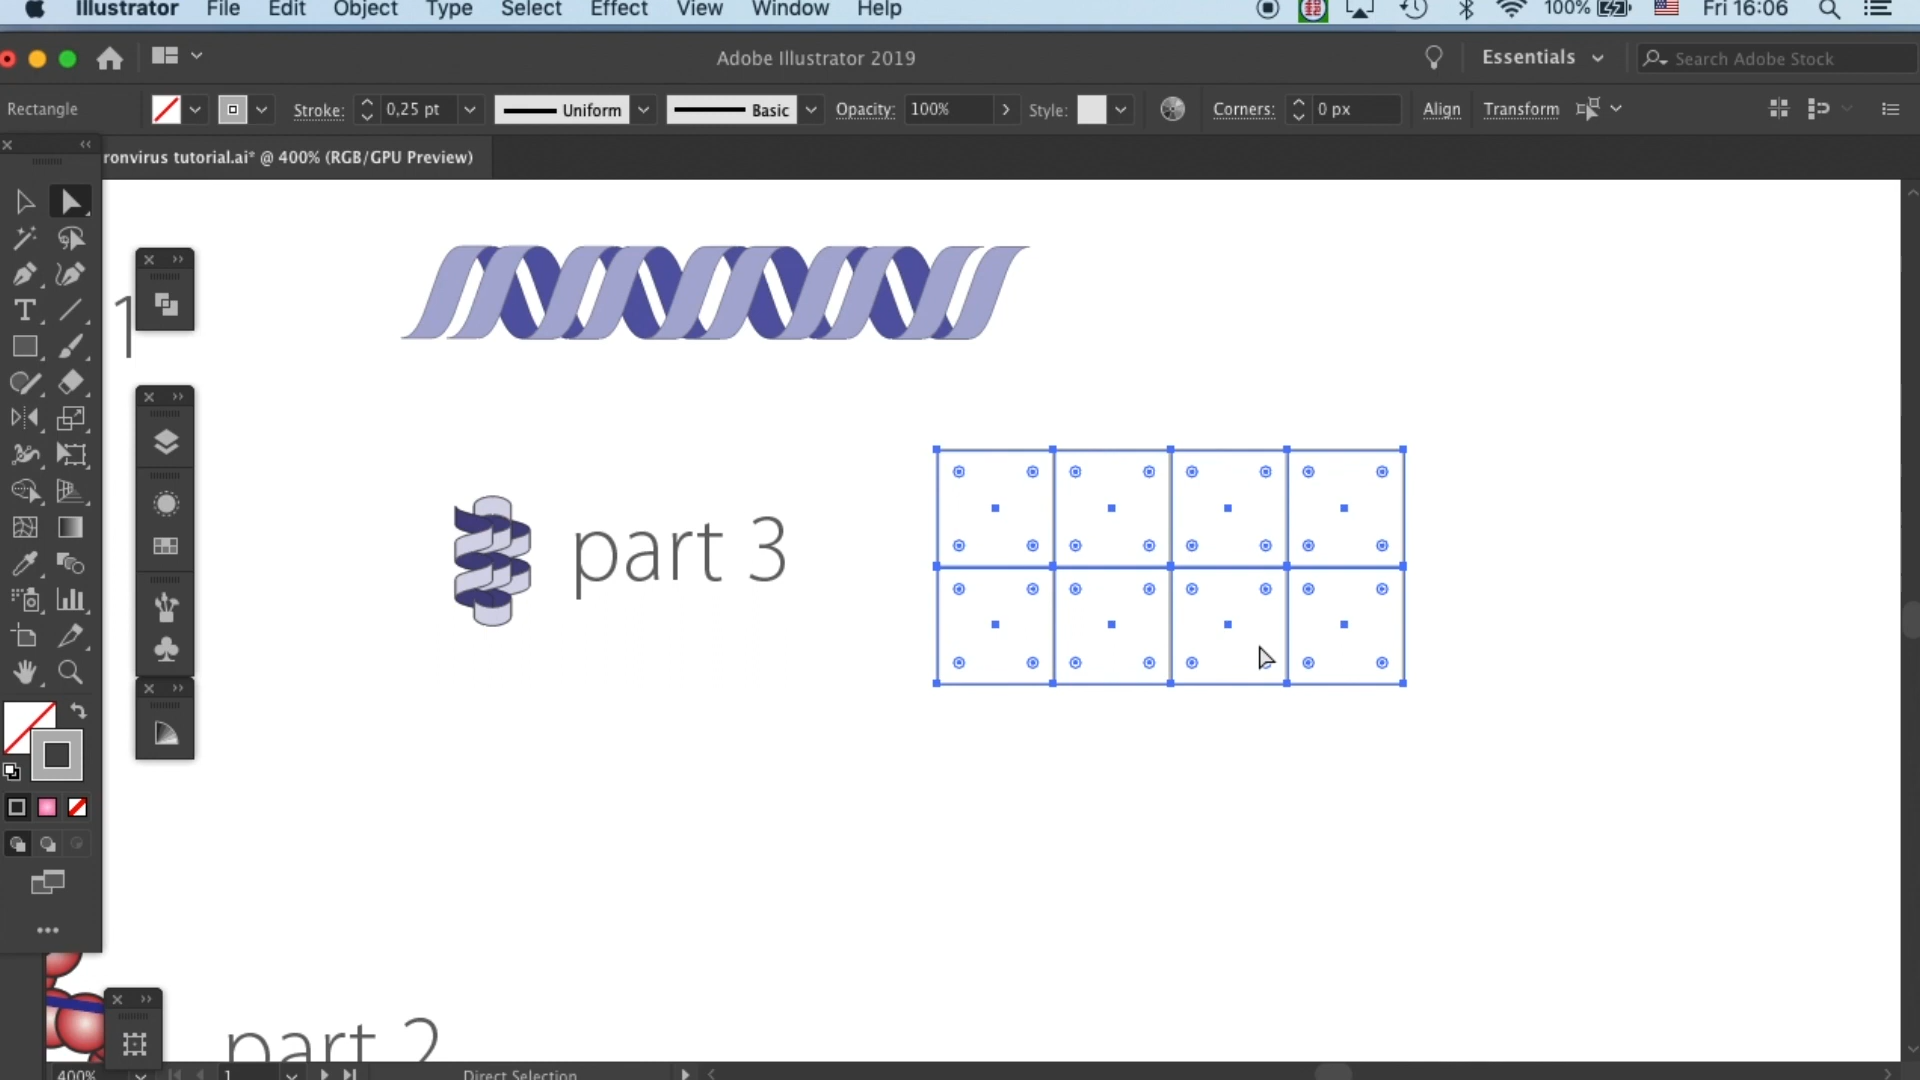 Illustrator File Edit Object Type Select Effect View Window Help 100% Fri 16:06
Adobe Illustrator 2019 Essentials Search Adobe Stock
Rectangle Stroke: 0,25 pt Uniform Basic Opacity: 100% Style: Corners: 0 px Align Transform
ronvirus tutorial.ai* @ 400% (RGB/GPU Preview)
1
part 3
part 2
400% 1 Direct Selection